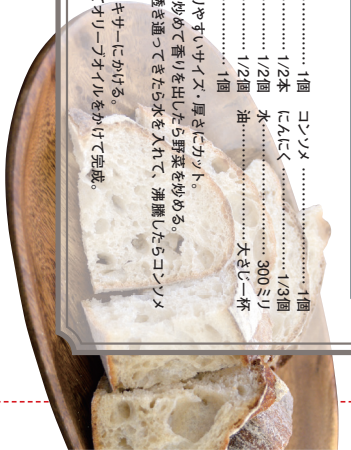 …………1個　コンソメ…………………1個
…………1/2本　にんにく…………1/3個
…………1/2個　水……………300ミリ
…………1/2個　油…………大さじ一杯
…………1個
りやすいサイズ・厚さにカット。
炒めて香りを出したら野菜を炒める。
透き通ってきたら水を入れて、沸騰したらコンソメ
キサーにかける。
てオリーブオイルをかけて完成。